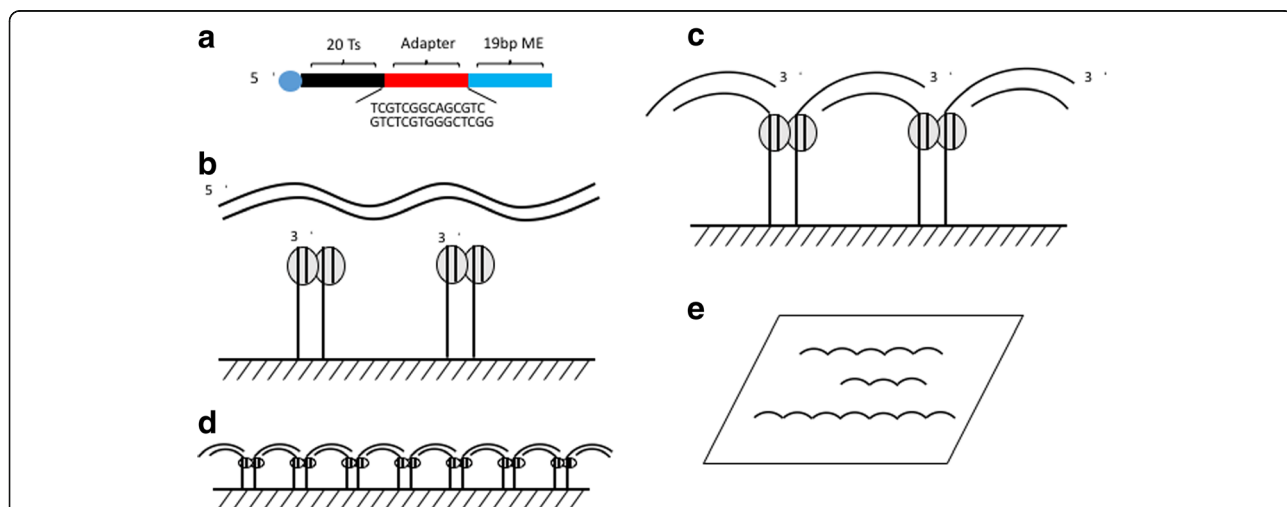 a
20 Ts Adapter 19bp ME
5 '
TCGTCGGCAGCGTC
GTCTCGTGGGCTCGG
b
5 '
3 ' 3 '
c
3 ' 3 ' 3 '
d
e